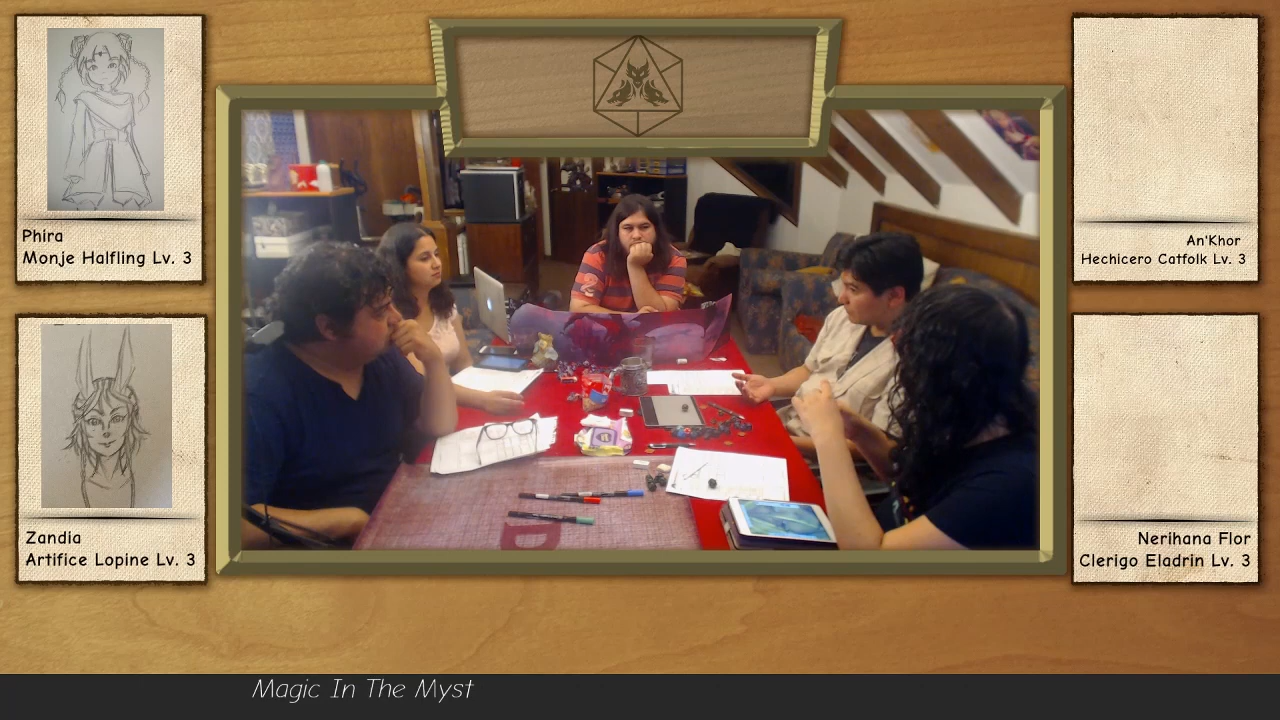 Phira
Monje Halfling Lv. 3
Zandia
Artifice Lopine Lv. 3
An'Khor
Hechicero Catfolk Lv. 3
Nerihana Flor
Clerigo Eladrin Lv. 3
Magic In The Myst